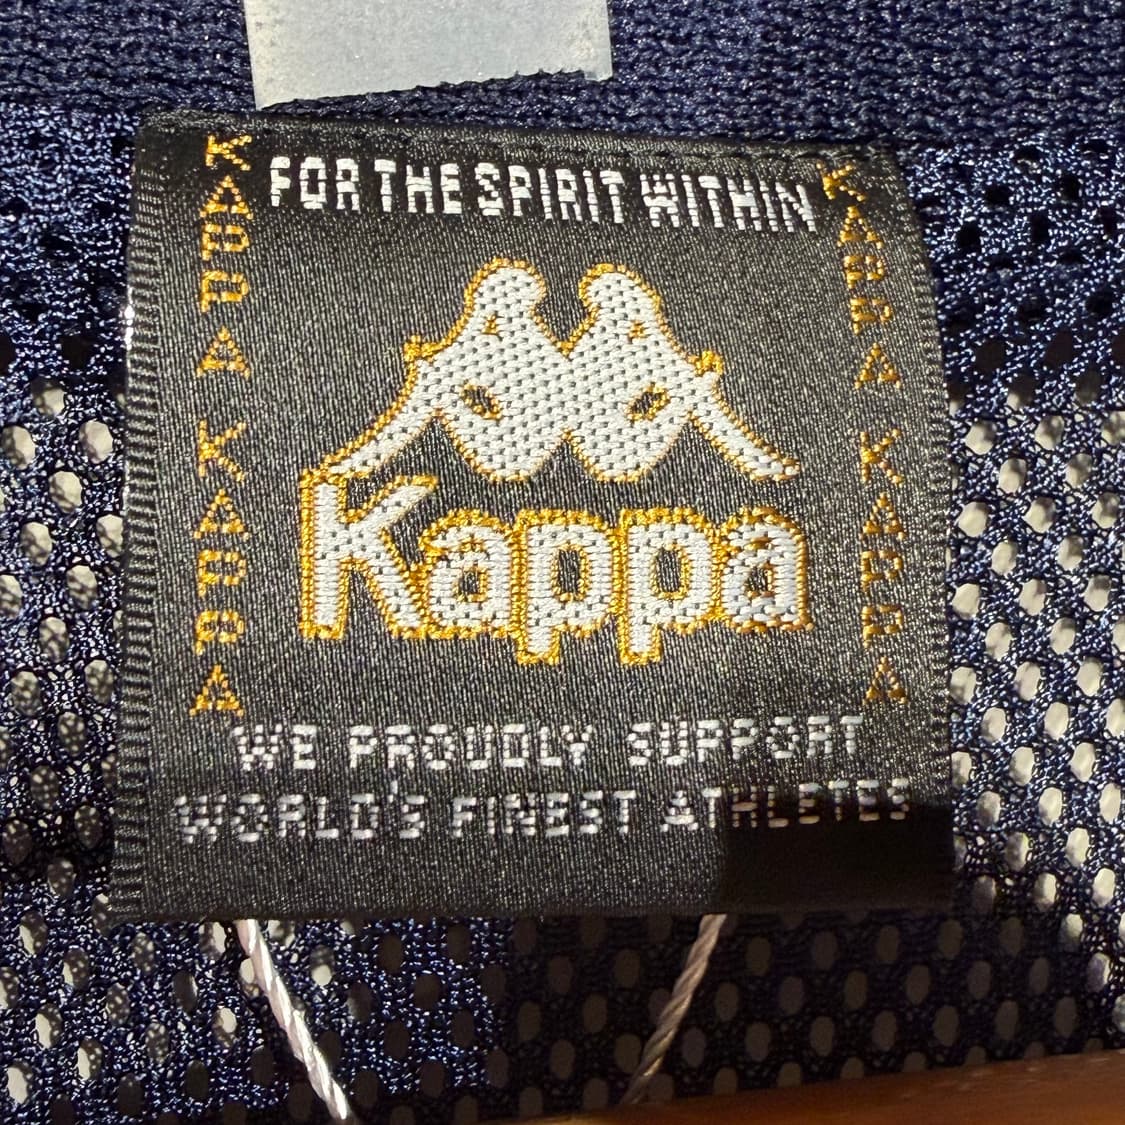 FOR THE SPIRIT WITHIN
KAPPA KAPPA
KAPPA KAPPA
Kappa
WE PROUDLY SUPPORT
WORLD'S FINEST ATHLETES